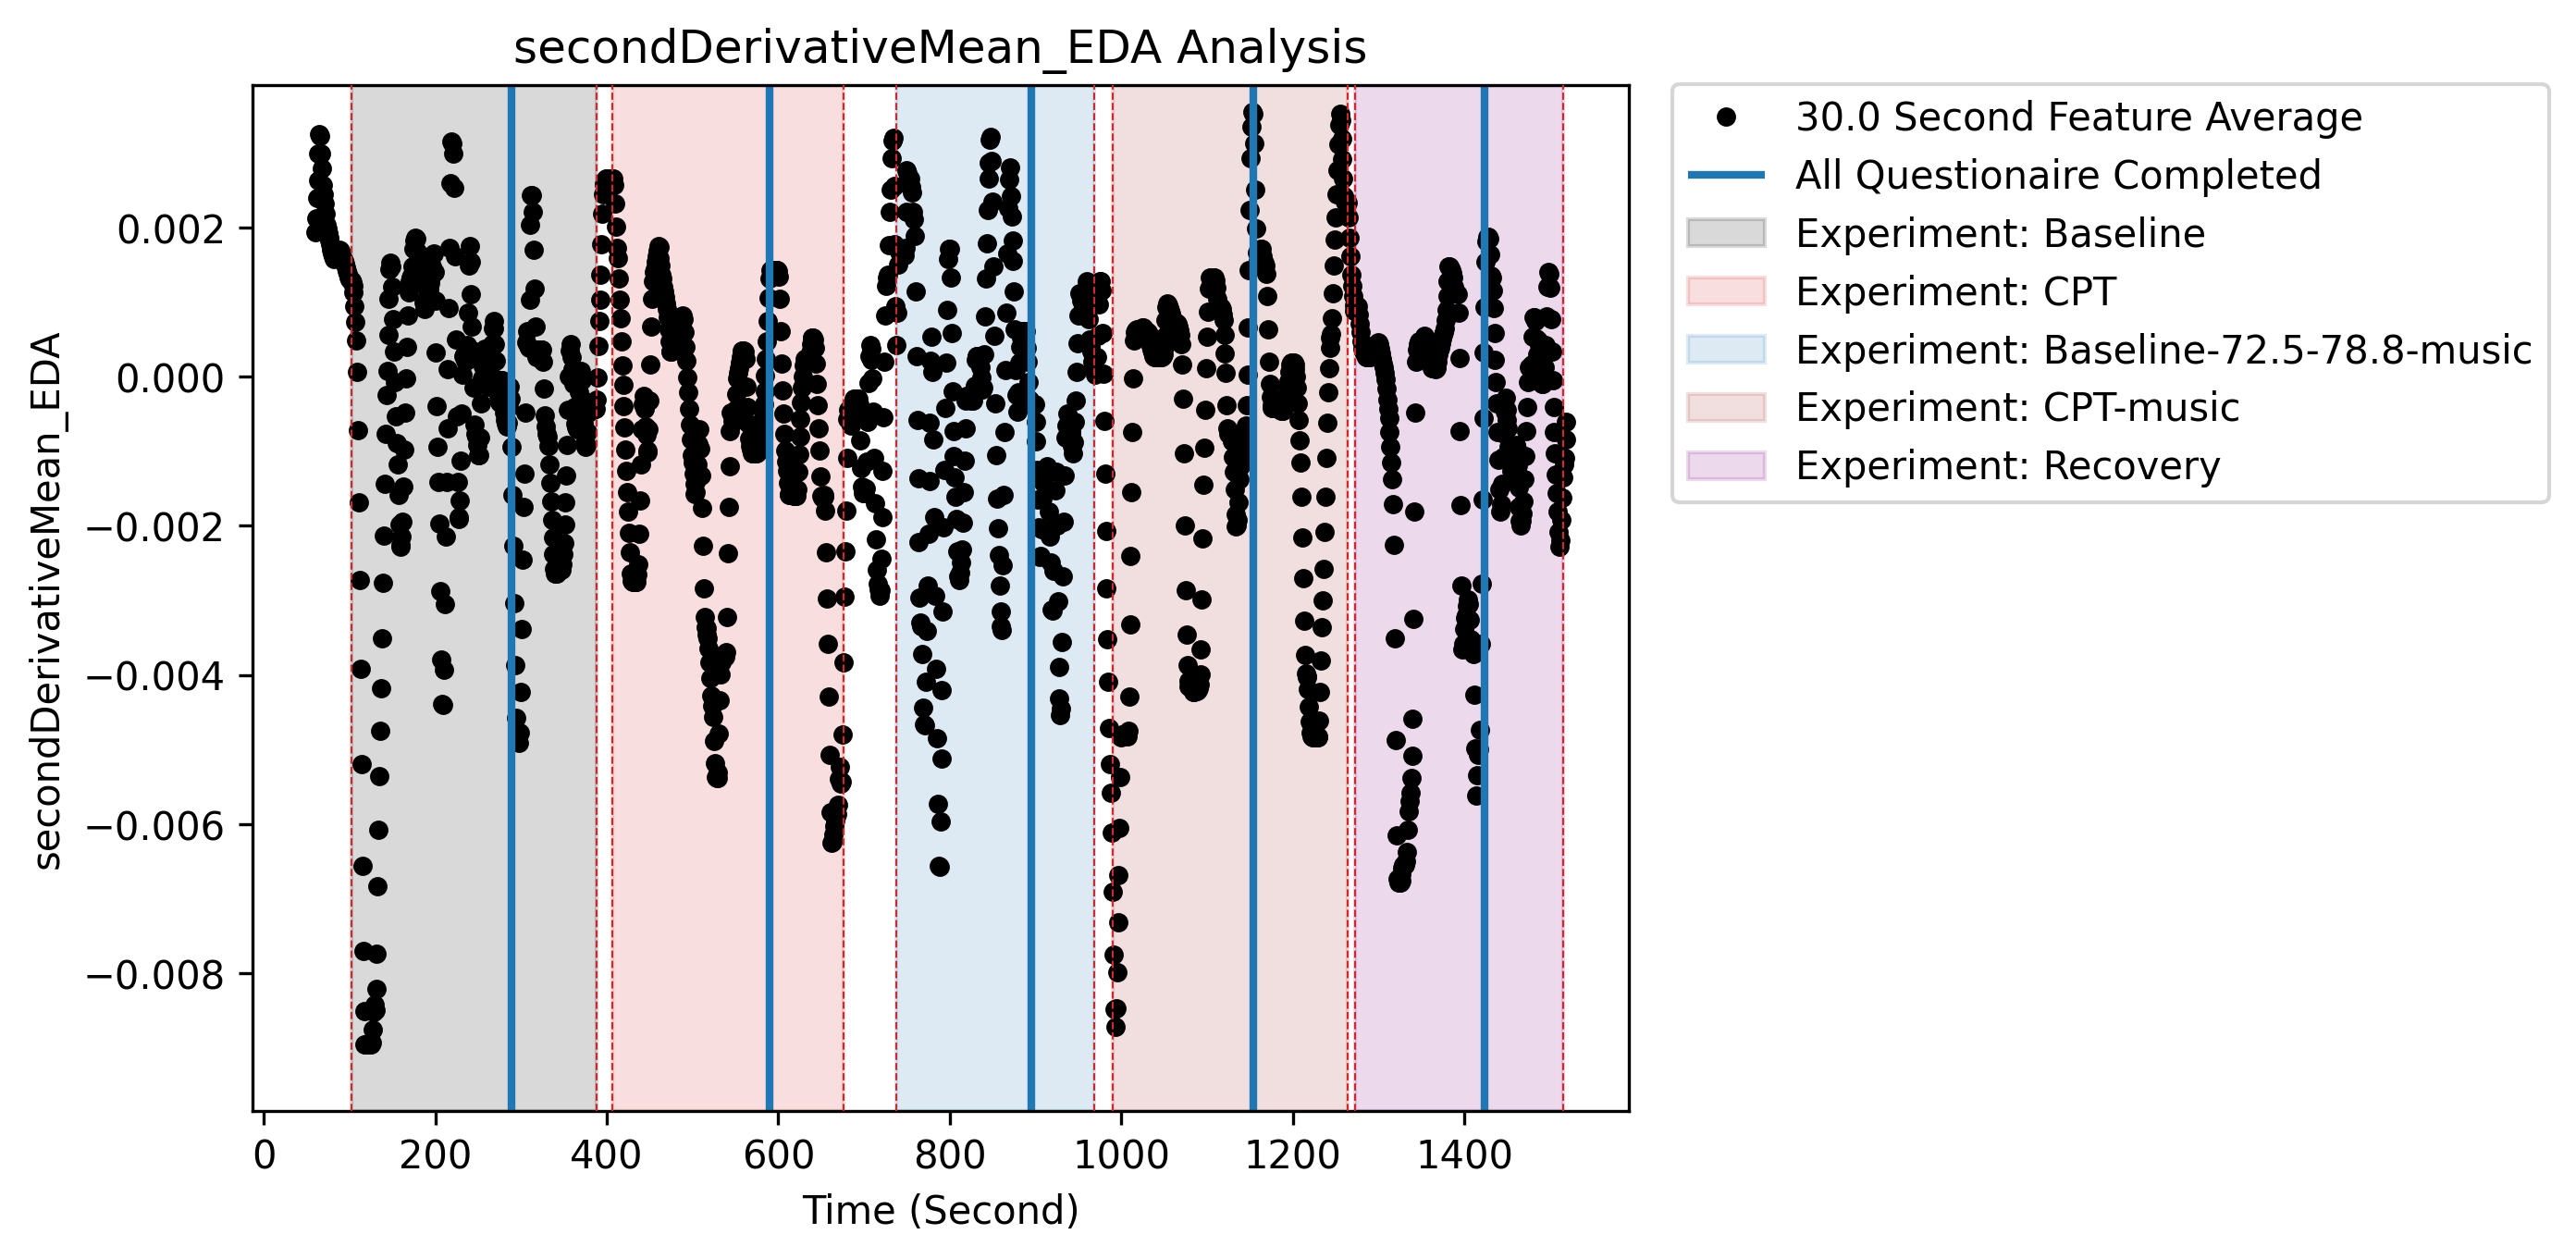 secondDerivativeMean_EDA Analysis
secondDerivativeMean_EDA
0.002
0.000
−0.002
−0.004
−0.006
−0.008
0 200 400 600 800 1000 1200 1400
Time (Second)
30.0 Second Feature Average
All Questionaire Completed
Experiment: Baseline
Experiment: CPT
Experiment: Baseline-72.5-78.8-music
Experiment: CPT-music
Experiment: Recovery